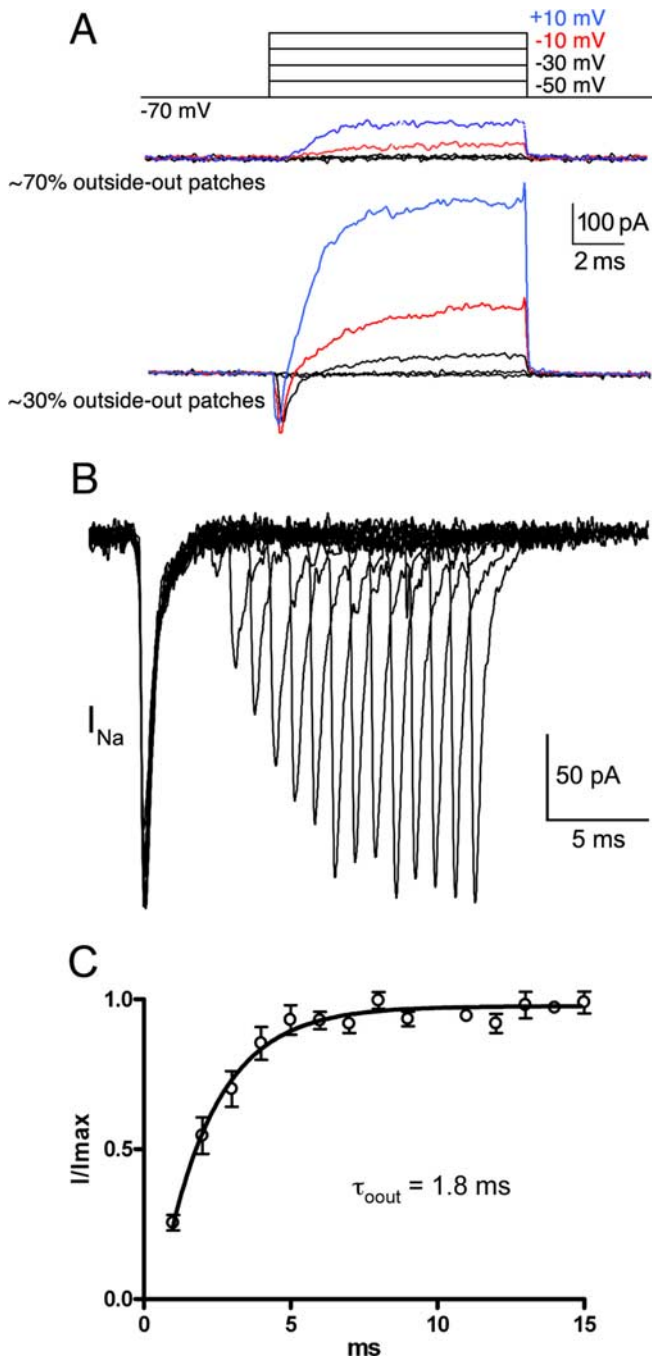 A
+10 mV
-10 mV
-30 mV
-50 mV
-70 mV
~70% outside-out patches
100 pA
2 ms
~30% outside-out patches
B
I_Na
50 pA
5 ms
C
1.0
0.5
0.0
I/Imax
τ_oout = 1.8 ms
0 5 10 15
ms